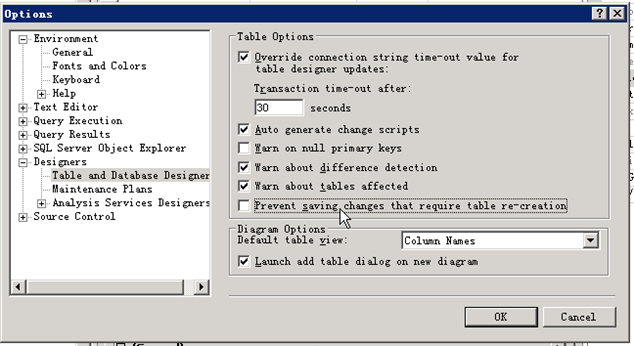 Options
Environment
General
Fonts and Colors
Keyboard
Help
Text Editor
Query Execution
Query Results
SQL Server Object Explorer
Designers
Table and Database Designer
Maintenance Plans
Analysis Services Designers
Source Control
Table Options
Override connection string time-out value for
table designer updates:
Transaction time-out after:
30 seconds
Auto generate change scripts
Warn on null primary keys
Warn about difference detection
Warn about tables affected
Prevent saving changes that require table re-creation
Diagram Options
Default table view: Column Names
Launch add table dialog on new diagram
OK Cancel